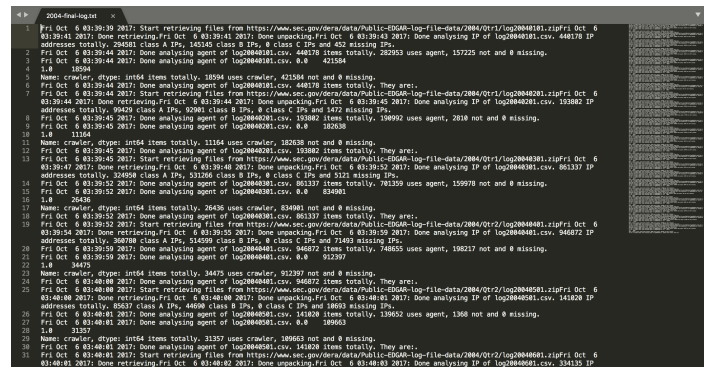 2004-final-log.txt ×
1 Fri Oct  6 03:39:39 2017: Start retrieving files from https://www.sec.gov/dera/data/Public-EDGAR-log-file-data/2004/Qtr1/log20040101.zipFri Oct  6
03:39:41 2017: Done retrieving.Fri Oct  6 03:39:41 2017: Done unpacking.Fri Oct  6 03:39:43 2017: Done analysing IP of log20040101.csv. 440178 IP
addresses totally. 294581 class A IPs, 145145 class B IPs, 0 class C IPs and 452 missing IPs.
2 Fri Oct  6 03:39:44 2017: Done analysing agent of log20040101.csv. 440178 items totally. 282953 uses agent, 157225 not and 0 missing.
3 Fri Oct  6 03:39:44 2017: Done analysing agent of log20040101.csv. 0.0    421584
4 1.0     18594
5 Name: crawler, dtype: int64 items totally. 18594 uses crawler, 421584 not and 0 missing.
6 Fri Oct  6 03:39:44 2017: Done analysing agent of log20040101.csv. 440178 items totally. They are:.
7 Fri Oct  6 03:39:44 2017: Start retrieving files from https://www.sec.gov/dera/data/Public-EDGAR-log-file-data/2004/Qtr1/log20040201.zipFri Oct  6
03:39:44 2017: Done retrieving.Fri Oct  6 03:39:44 2017: Done unpacking.Fri Oct  6 03:39:45 2017: Done analysing IP of log20040201.csv. 193802 IP
addresses totally. 99429 class A IPs, 92901 class B IPs, 0 class C IPs and 1472 missing IPs.
8 Fri Oct  6 03:39:45 2017: Done analysing agent of log20040201.csv. 193802 items totally. 190992 uses agent, 2810 not and 0 missing.
9 Fri Oct  6 03:39:45 2017: Done analysing agent of log20040201.csv. 0.0    182638
10 1.0     11164
11 Name: crawler, dtype: int64 items totally. 11164 uses crawler, 182638 not and 0 missing.
12 Fri Oct  6 03:39:45 2017: Done analysing agent of log20040201.csv. 193802 items totally. They are:.
13 Fri Oct  6 03:39:45 2017: Start retrieving files from https://www.sec.gov/dera/data/Public-EDGAR-log-file-data/2004/Qtr1/log20040301.zipFri Oct  6
03:39:47 2017: Done retrieving.Fri Oct  6 03:39:48 2017: Done unpacking.Fri Oct  6 03:39:52 2017: Done analysing IP of log20040301.csv. 861337 IP
addresses totally. 324950 class A IPs, 531266 class B IPs, 0 class C IPs and 5121 missing IPs.
14 Fri Oct  6 03:39:52 2017: Done analysing agent of log20040301.csv. 861337 items totally. 701359 uses agent, 159978 not and 0 missing.
15 Fri Oct  6 03:39:52 2017: Done analysing agent of log20040301.csv. 0.0    834901
16 1.0     26436
17 Name: crawler, dtype: int64 items totally. 26436 uses crawler, 834901 not and 0 missing.
18 Fri Oct  6 03:39:52 2017: Done analysing agent of log20040301.csv. 861337 items totally. They are:.
19 Fri Oct  6 03:39:52 2017: Start retrieving files from https://www.sec.gov/dera/data/Public-EDGAR-log-file-data/2004/Qtr2/log20040401.zipFri Oct  6
03:39:54 2017: Done retrieving.Fri Oct  6 03:39:55 2017: Done unpacking.Fri Oct  6 03:39:59 2017: Done analysing IP of log20040401.csv. 946872 IP
addresses totally. 360780 class A IPs, 514599 class B IPs, 0 class C IPs and 71493 missing IPs.
20 Fri Oct  6 03:39:59 2017: Done analysing agent of log20040401.csv. 946872 items totally. 748655 uses agent, 198217 not and 0 missing.
21 Fri Oct  6 03:39:59 2017: Done analysing agent of log20040401.csv. 0.0    912397
22 1.0     34475
23 Name: crawler, dtype: int64 items totally. 34475 uses crawler, 912397 not and 0 missing.
24 Fri Oct  6 03:40:00 2017: Done analysing agent of log20040401.csv. 946872 items totally. They are:.
25 Fri Oct  6 03:40:00 2017: Start retrieving files from https://www.sec.gov/dera/data/Public-EDGAR-log-file-data/2004/Qtr2/log20040501.zipFri Oct  6
03:40:00 2017: Done retrieving.Fri Oct  6 03:40:00 2017: Done unpacking.Fri Oct  6 03:40:01 2017: Done analysing IP of log20040501.csv. 141020 IP
addresses totally. 85637 class A IPs, 44690 class B IPs, 0 class C IPs and 10693 missing IPs.
26 Fri Oct  6 03:40:01 2017: Done analysing agent of log20040501.csv. 141020 items totally. 139652 uses agent, 1368 not and 0 missing.
27 Fri Oct  6 03:40:01 2017: Done analysing agent of log20040501.csv. 0.0    109663
28 1.0     31357
29 Name: crawler, dtype: int64 items totally. 31357 uses crawler, 109663 not and 0 missing.
30 Fri Oct  6 03:40:01 2017: Done analysing agent of log20040501.csv. 141020 items totally. They are:.
31 Fri Oct  6 03:40:01 2017: Start retrieving files from https://www.sec.gov/dera/data/Public-EDGAR-log-file-data/2004/Qtr2/log20040601.zipFri Oct  6
03:40:01 2017: Done retrieving.Fri Oct  6 03:40:02 2017: Done unpacking.Fri Oct  6 03:40:03 2017: Done analysing IP of log20040601.csv. 334135 IP